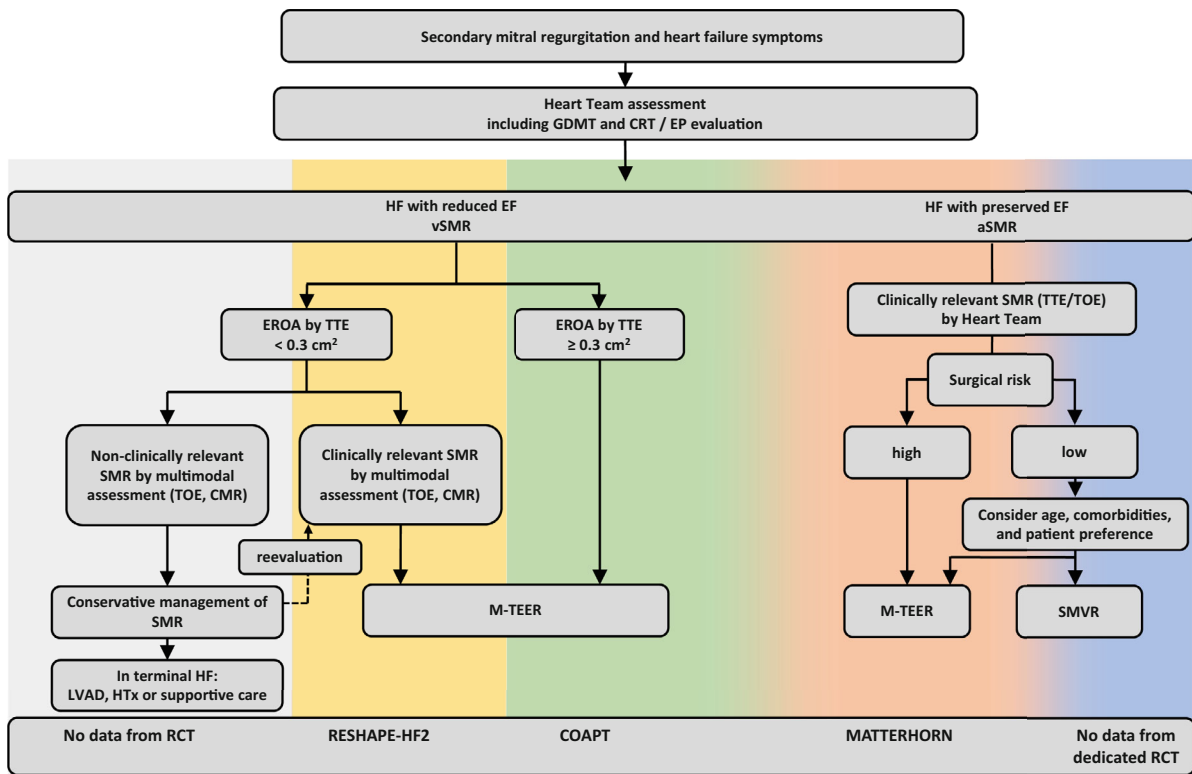 Secondary mitral regurgitation and heart failure symptoms
Heart Team assessment
including GDMT and CRT / EP evaluation
HF with reduced EF
vSMR
HF with preserved EF
aSMR
EROA by TTE
< 0.3 cm²
EROA by TTE
≥ 0.3 cm²
Clinically relevant SMR (TTE/TOE)
by Heart Team
Surgical risk
Non-clinically relevant
SMR by multimodal
assessment (TOE, CMR)
Clinically relevant SMR
by multimodal
assessment (TOE, CMR)
high
low
Consider age, comorbidities,
and patient preference
reevaluation
Conservative management of
SMR
M-TEER
M-TEER
SMVR
In terminal HF:
LVAD, HTx or supportive care
No data from RCT
RESHAPE-HF2
COAPT
MATTERHORN
No data from
dedicated RCT